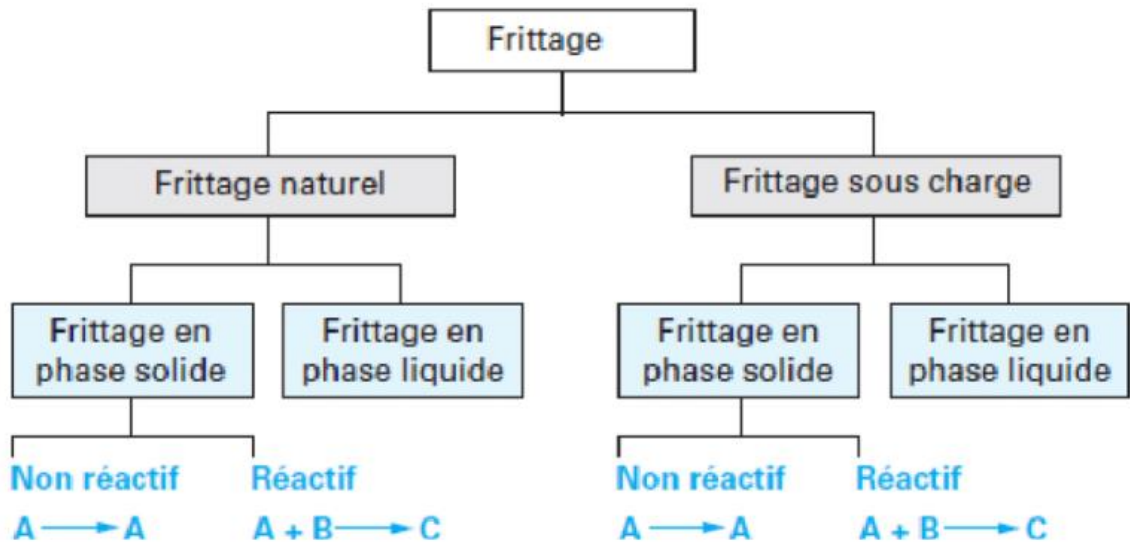 Frittage
Frittage naturel
Frittage sous charge
Frittage en
phase solide
Frittage en
phase liquide
Frittage en
phase solide
Frittage en
phase liquide
Non réactif
Réactif
Non réactif
Réactif
A → A
A + B → C
A → A
A + B → C